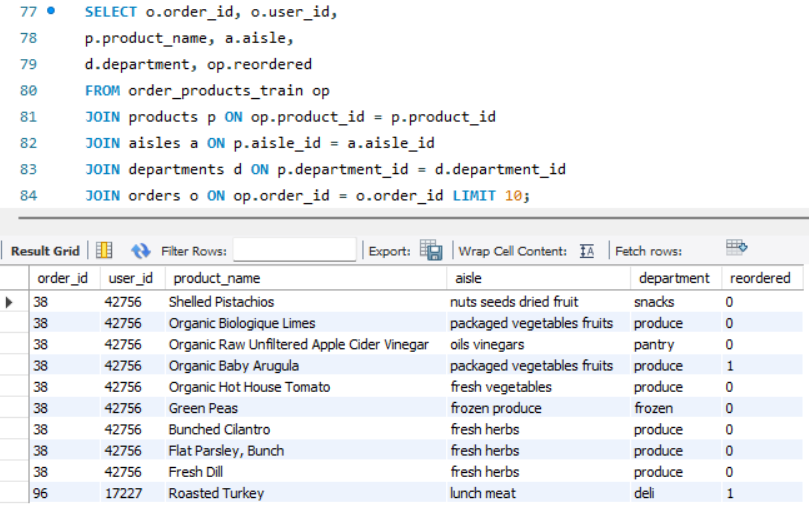 77 SELECT o.order_id, o.user_id,
78 p.product_name, a.aisle,
79 d.department, op.reordered
80 FROM order_products_train op
81 JOIN products p ON op.product_id = p.product_id
82 JOIN aisles a ON p.aisle_id = a.aisle_id
83 JOIN departments d ON p.department_id = d.department_id
84 JOIN orders o ON op.order_id = o.order_id LIMIT 10;
Result Grid Filter Rows: Export: Wrap Cell Content: Fetch rows:
order_id user_id product_name aisle department reordered
38 42756 Shelled Pistachios nuts seeds dried fruit snacks 0
38 42756 Organic Biologique Limes packaged vegetables fruits produce 0
38 42756 Organic Raw Unfiltered Apple Cider Vinegar oils vinegars pantry 0
38 42756 Organic Baby Arugula packaged vegetables fruits produce 1
38 42756 Organic Hot House Tomato fresh vegetables produce 0
38 42756 Green Peas frozen produce frozen 0
38 42756 Bunched Cilantro fresh herbs produce 0
38 42756 Flat Parsley, Bunch fresh herbs produce 0
38 42756 Fresh Dill fresh herbs produce 0
96 17227 Roasted Turkey lunch meat deli 1